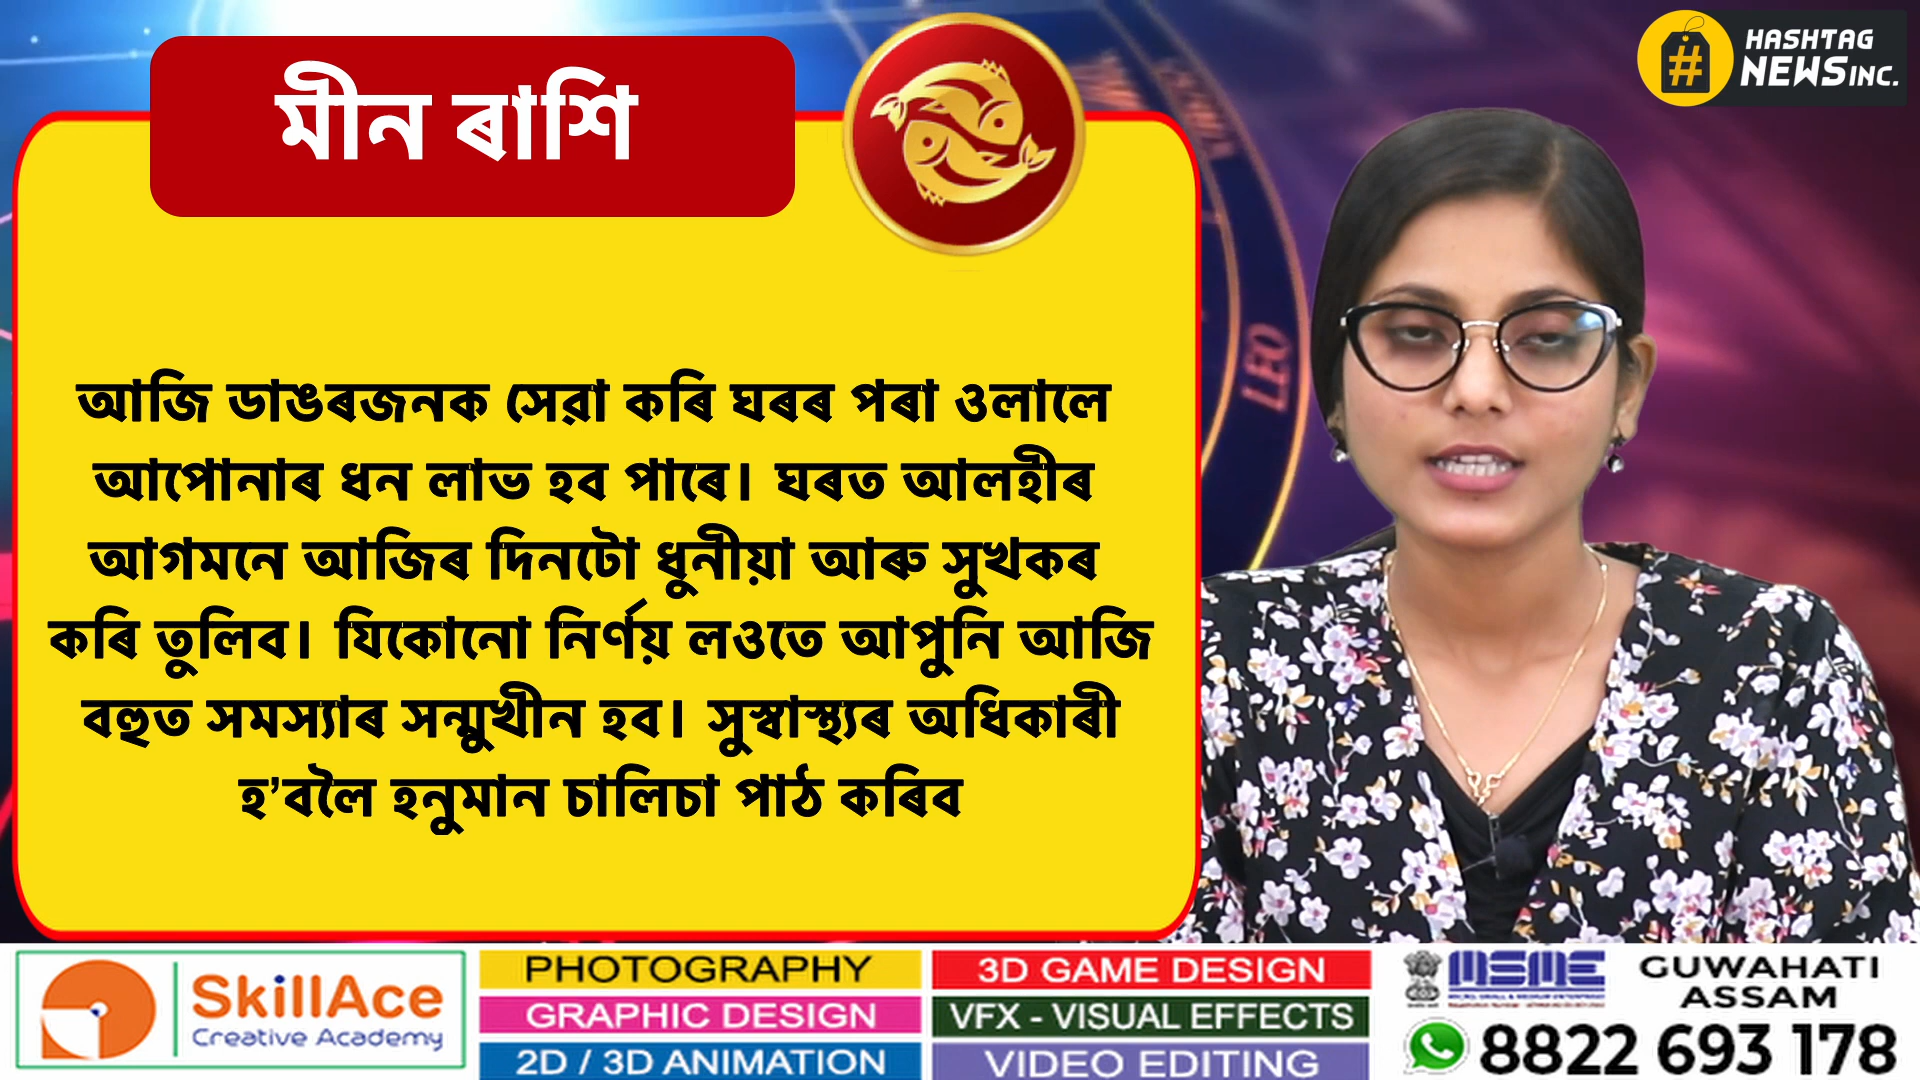 মীন ৰাশি
HASHTAG
NEWS INC.
LEO
আজি ডাঙৰজনক সেৱা কৰি ঘৰৰ পৰা ওলালে
আপোনাৰ ধন লাভ হব পাৰে। ঘৰত আলহীৰ
আগমনে আজিৰ দিনটো ধুনীয়া আৰু সুখকৰ
কৰি তুলিব। যিকোনো নিৰ্ণয় লওতে আপুনি আজি
বহুত সমস্যাৰ সন্মুখীন হব। সুস্বাস্থ্যৰ অধিকাৰী
হ’বলৈ হনুমান চালিচা পাঠ কৰিব
SkillAce
Creative Academy
PHOTOGRAPHY
GRAPHIC DESIGN
2D / 3D ANIMATION
3D GAME DESIGN
VFX - VISUAL EFFECTS
VIDEO EDITING
MSME
GUWAHATI
ASSAM
8822 693 178